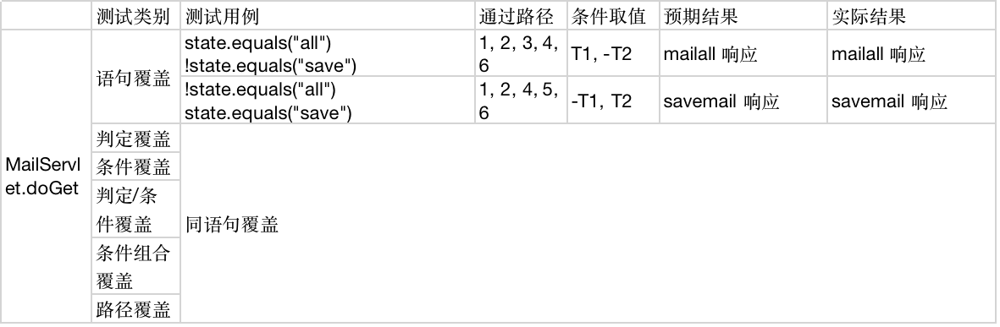 测试类别 测试用例 通过路径 条件取值 预期结果 实际结果
MailServl
et.doGet
语句覆盖
state.equals("all")
!state.equals("save")
1, 2, 3, 4,
6
T1, -T2
mailall 响应
mailall 响应
!state.equals("all")
state.equals("save")
1, 2, 4, 5,
6
-T1, T2
savemail 响应
savemail 响应
判定覆盖
条件覆盖
判定/条
件覆盖
条件组合
覆盖
路径覆盖
同语句覆盖